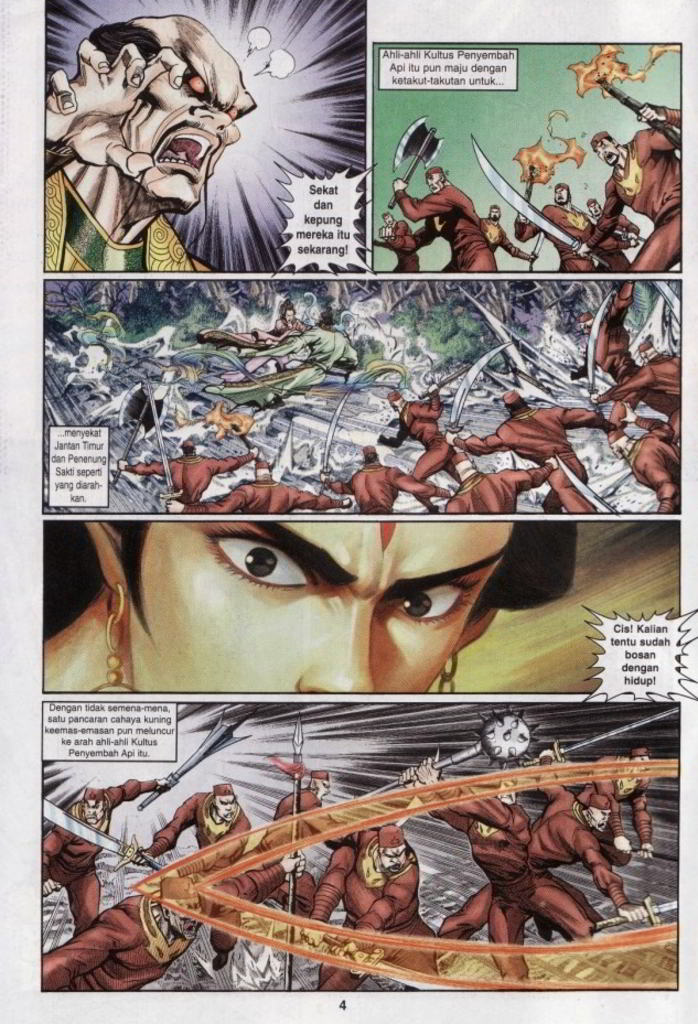 Sekat
dan
kepung
mereka itu
sekarang!
Ahli-ahli Kultus Penyembah
Api itu pun maju dengan
ketakut-takutan untuk...
...menyekat
Jantan Timur
dan Penenung
Sakti seperti
yang diarah-
kan.
Cis! Kalian
tentu sudah
bosan
dengan
hidup!
Dengan tidak semena-mena,
satu pancaran cahaya kuning
keemas-emasan pun meluncur
ke arah ahli-ahli Kultus
Penyembah Api itu.
4